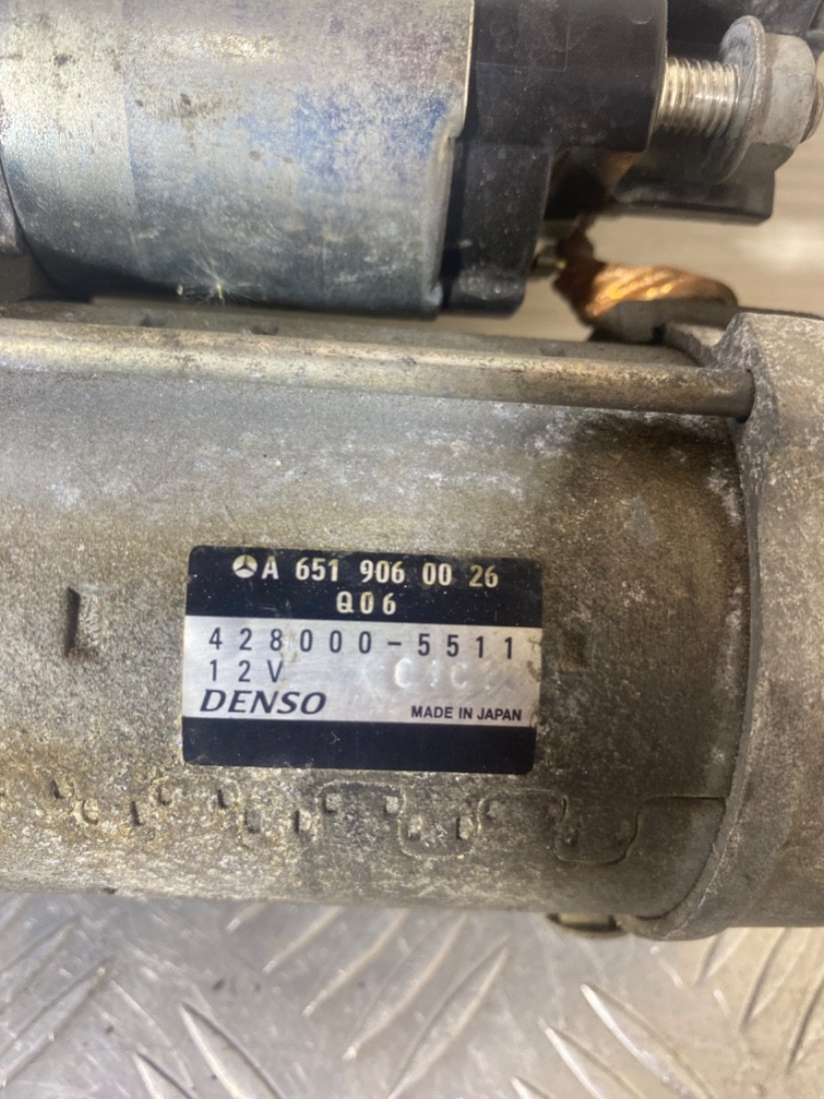 A 651 906 00 26
Q06
428000-5511
12V
DENSO
MADE IN JAPAN